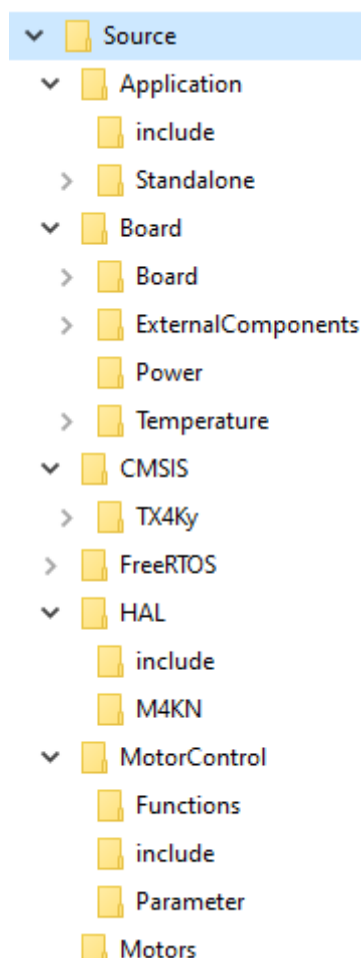 Source
Application
include
Standalone
Board
Board
ExternalComponents
Power
Temperature
CMSIS
TX4Ky
FreeRTOS
HAL
include
M4KN
MotorControl
Functions
include
Parameter
Motors